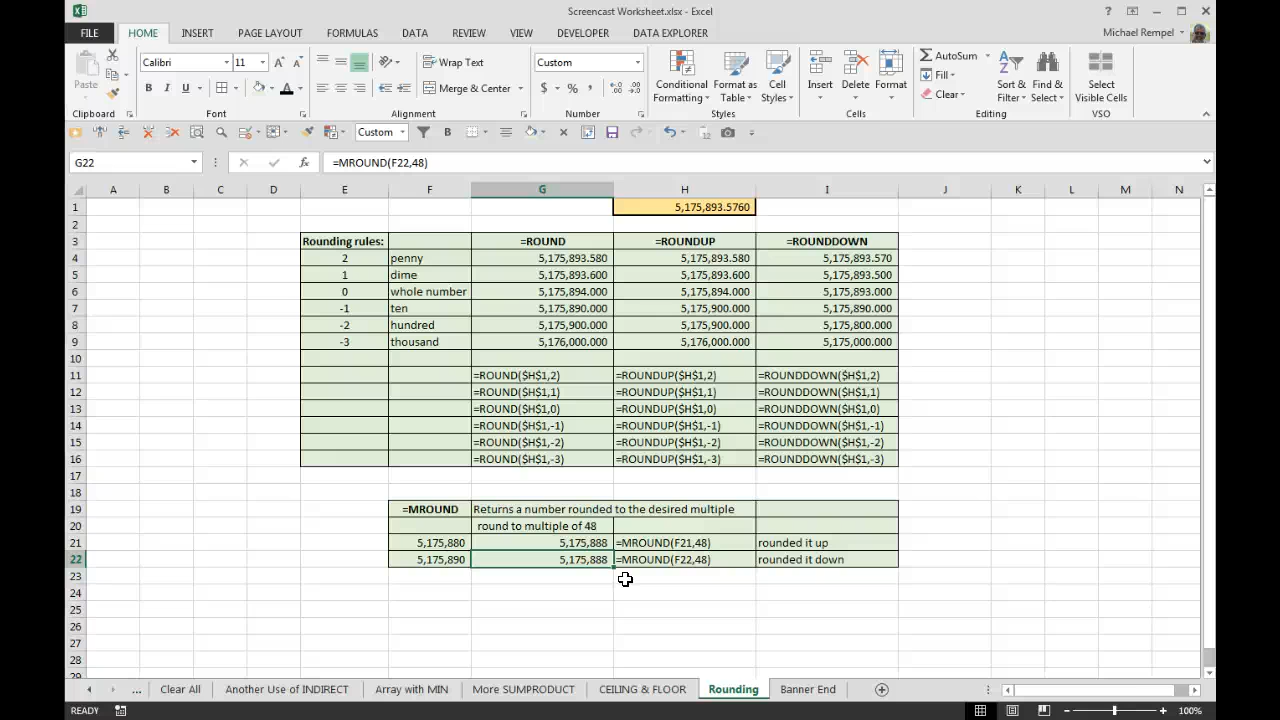 Screencast Worksheet.xlsx - Excel
FILE HOME INSERT PAGE LAYOUT FORMULAS DATA REVIEW VIEW DEVELOPER DATA EXPLORER Michael Rempel
Calibri 11 Wrap Text Custom AutoSum
Paste Conditional Formatting Format as Table Cell Styles Insert Delete Format Fill Sort & Filter Find & Select Select Visible Cells
B I U A Merge & Center $ % , Clear
Clipboard Font Alignment Number Styles Cells Editing VSO
Custom B
G22 fx =MROUND(F22,48)
A B C D E F G H I J K L M N
1 5,175,893.5760
2
3 Rounding rules: =ROUND =ROUNDUP =ROUNDDOWN
4 2 penny 5,175,893.580 5,175,893.580 5,175,893.570
5 1 dime 5,175,893.600 5,175,893.600 5,175,893.500
6 0 whole number 5,175,894.000 5,175,894.000 5,175,893.000
7 -1 ten 5,175,890.000 5,175,900.000 5,175,890.000
8 -2 hundred 5,175,900.000 5,175,900.000 5,175,800.000
9 -3 thousand 5,176,000.000 5,176,000.000 5,175,000.000
10
11 =ROUND($H$1,2) =ROUNDUP($H$1,2) =ROUNDDOWN($H$1,2)
12 =ROUND($H$1,1) =ROUNDUP($H$1,1) =ROUNDDOWN($H$1,1)
13 =ROUND($H$1,0) =ROUNDUP($H$1,0) =ROUNDDOWN($H$1,0)
14 =ROUND($H$1,-1) =ROUNDUP($H$1,-1) =ROUNDDOWN($H$1,-1)
15 =ROUND($H$1,-2) =ROUNDUP($H$1,-2) =ROUNDDOWN($H$1,-2)
16 =ROUND($H$1,-3) =ROUNDUP($H$1,-3) =ROUNDDOWN($H$1,-3)
17
18
19 =MROUND Returns a number rounded to the desired multiple
20 round to multiple of 48
21 5,175,880 5,175,888 =MROUND(F21,48) rounded it up
22 5,175,890 5,175,888 =MROUND(F22,48) rounded it down
23
24
25
26
27
28
29
... Clear All Another Use of INDIRECT Array with MIN More SUMPRODUCT CEILING & FLOOR Rounding Banner End
READY 100%